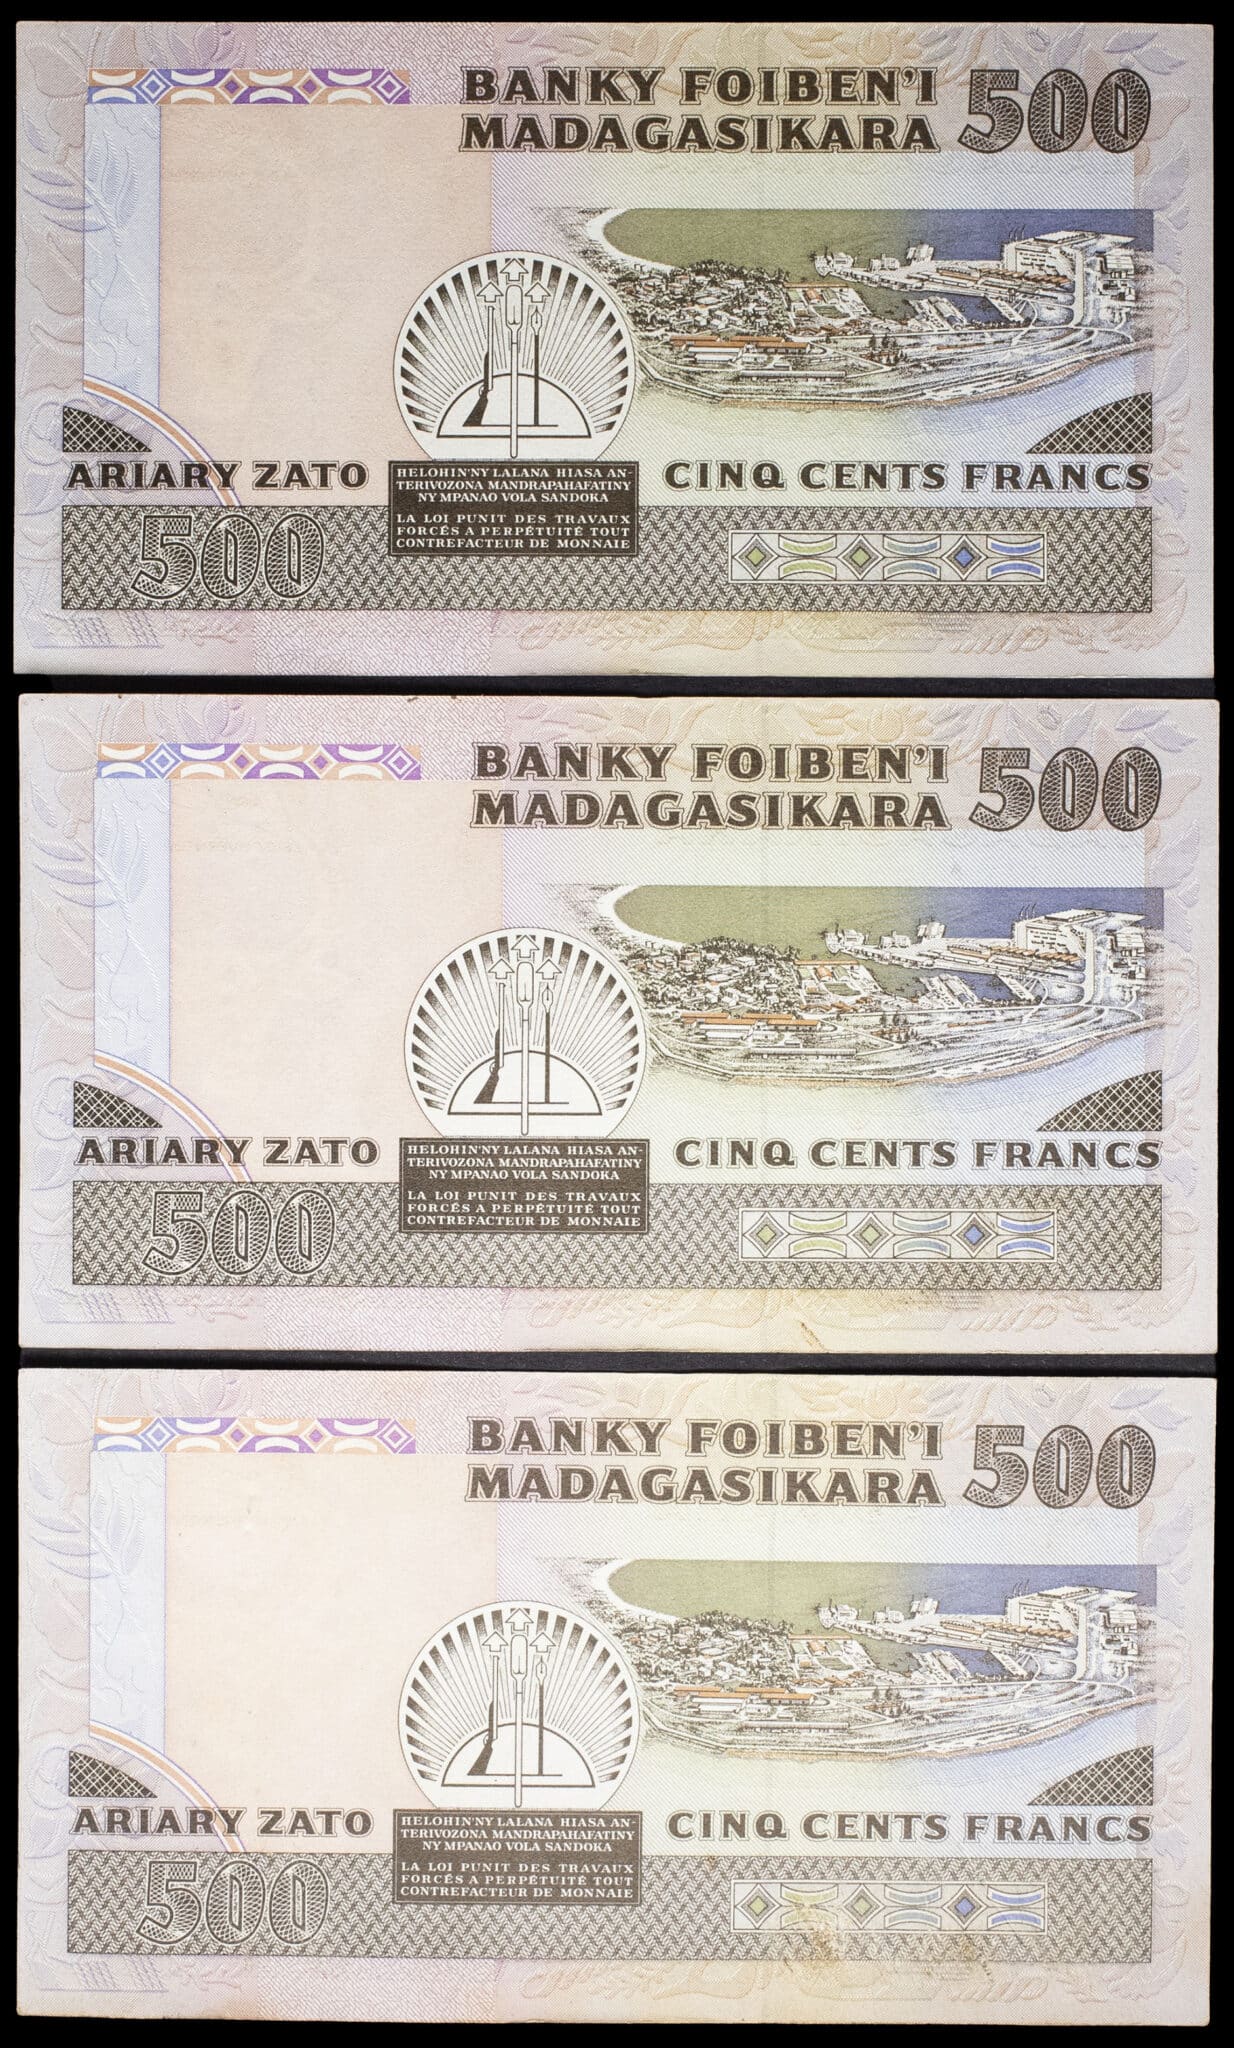 BANKY FOIBEN'I
MADAGASIKARA
500
ARIARY ZATO
CINQ CENTS FRANCS
HELOHIN'NY LALANA HIASA AN-
TERIVOZONA MANDRAPAHAFATINY
NY MPANAO VOLA SANDOKA
LA LOI PUNIT DES TRAVAUX
FORCÉS A PERPÉTUITÉ TOUT
CONTREFACTEUR DE MONNAIE
500
BANKY FOIBEN'I
MADAGASIKARA
500
ARIARY ZATO
CINQ CENTS FRANCS
HELOHIN'NY LALANA HIASA AN-
TERIVOZONA MANDRAPAHAFATINY
NY MPANAO VOLA SANDOKA
LA LOI PUNIT DES TRAVAUX
FORCÉS A PERPÉTUITÉ TOUT
CONTREFACTEUR DE MONNAIE
500
BANKY FOIBEN'I
MADAGASIKARA
500
ARIARY ZATO
CINQ CENTS FRANCS
HELOHIN'NY LALANA HIASA AN-
TERIVOZONA MANDRAPAHAFATINY
NY MPANAO VOLA SANDOKA
LA LOI PUNIT DES TRAVAUX
FORCÉS A PERPÉTUITÉ TOUT
CONTREFACTEUR DE MONNAIE
500